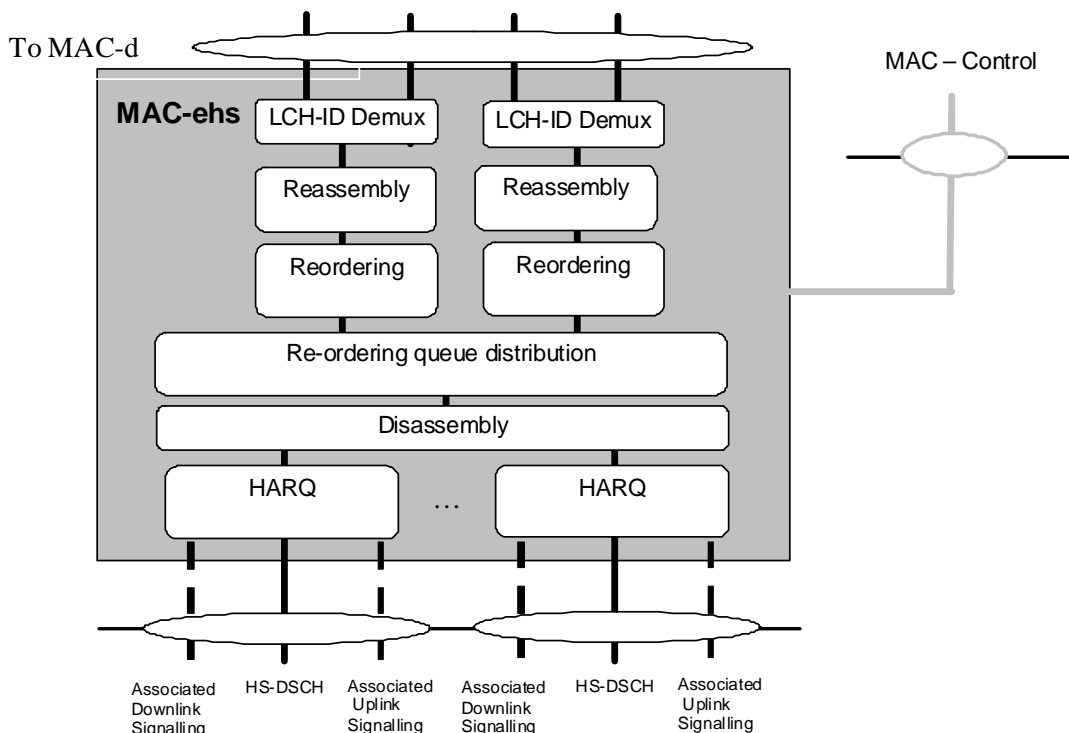 To MAC-d
MAC – Control
MAC-ehs
LCH-ID Demux
LCH-ID Demux
Reassembly
Reassembly
Reordering
Reordering
Re-ordering queue distribution
Disassembly
HARQ
...
HARQ
Associated
Downlink
Signalling
HS-DSCH
Associated
Uplink
Signalling
Associated
Downlink
Signalling
HS-DSCH
Associated
Uplink
Signalling